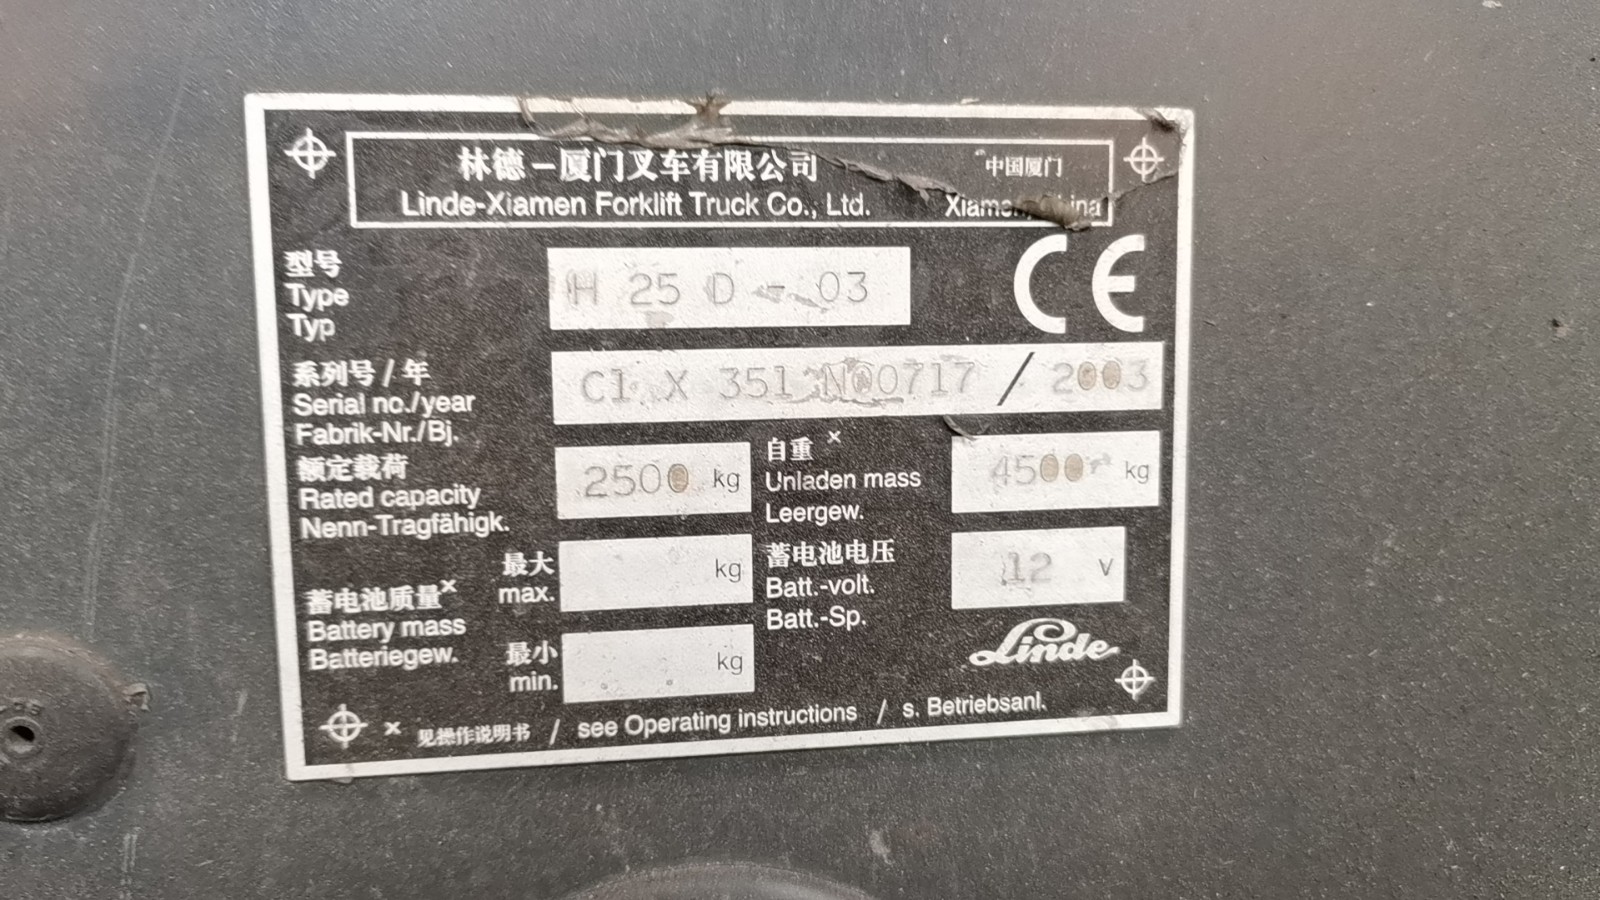 林德－厦门叉车有限公司 中国厦门
Linde-Xiamen Forklift Truck Co., Ltd. Xiamen, China
型号
Type H 25 D - 03
Typ
CE
系列号 / 年
Serial no./year C1 X 351 N00717 / 2003
Fabrik-Nr./Bj.
额定载荷
Rated capacity 2500 kg
Nenn-Tragfähigk.
自重 ×
Unladen mass 4500 kg
Leergew.
蓄电池质量×
Battery mass
Batteriegew.
最大
max. kg
最小
min. kg
蓄电池电压
Batt.-volt. 12 V
Batt.-Sp.
Linde
× 见操作说明书 / see Operating instructions / s. Betriebsanl.